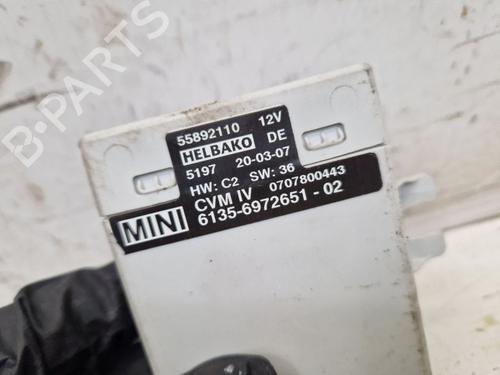 B-PARTS
55892110 12V
HELBAKO DE
5197 20-03-07
HW: C2 SW: 36
CVM IV 0707800443
MINI 6135-6972651-02